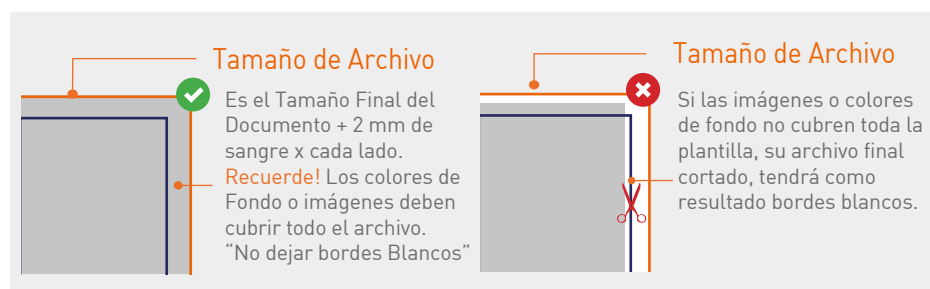 Tamaño de Archivo
Es el Tamaño Final del
Documento + 2 mm de
sangre x cada lado.
Recuerde! Los colores de
Fondo o imágenes deben
cubrir todo el archivo.
“No dejar bordes Blancos”
Tamaño de Archivo
Si las imágenes o colores
de fondo no cubren toda la
plantilla, su archivo final
cortado, tendrá como
resultado bordes blancos.